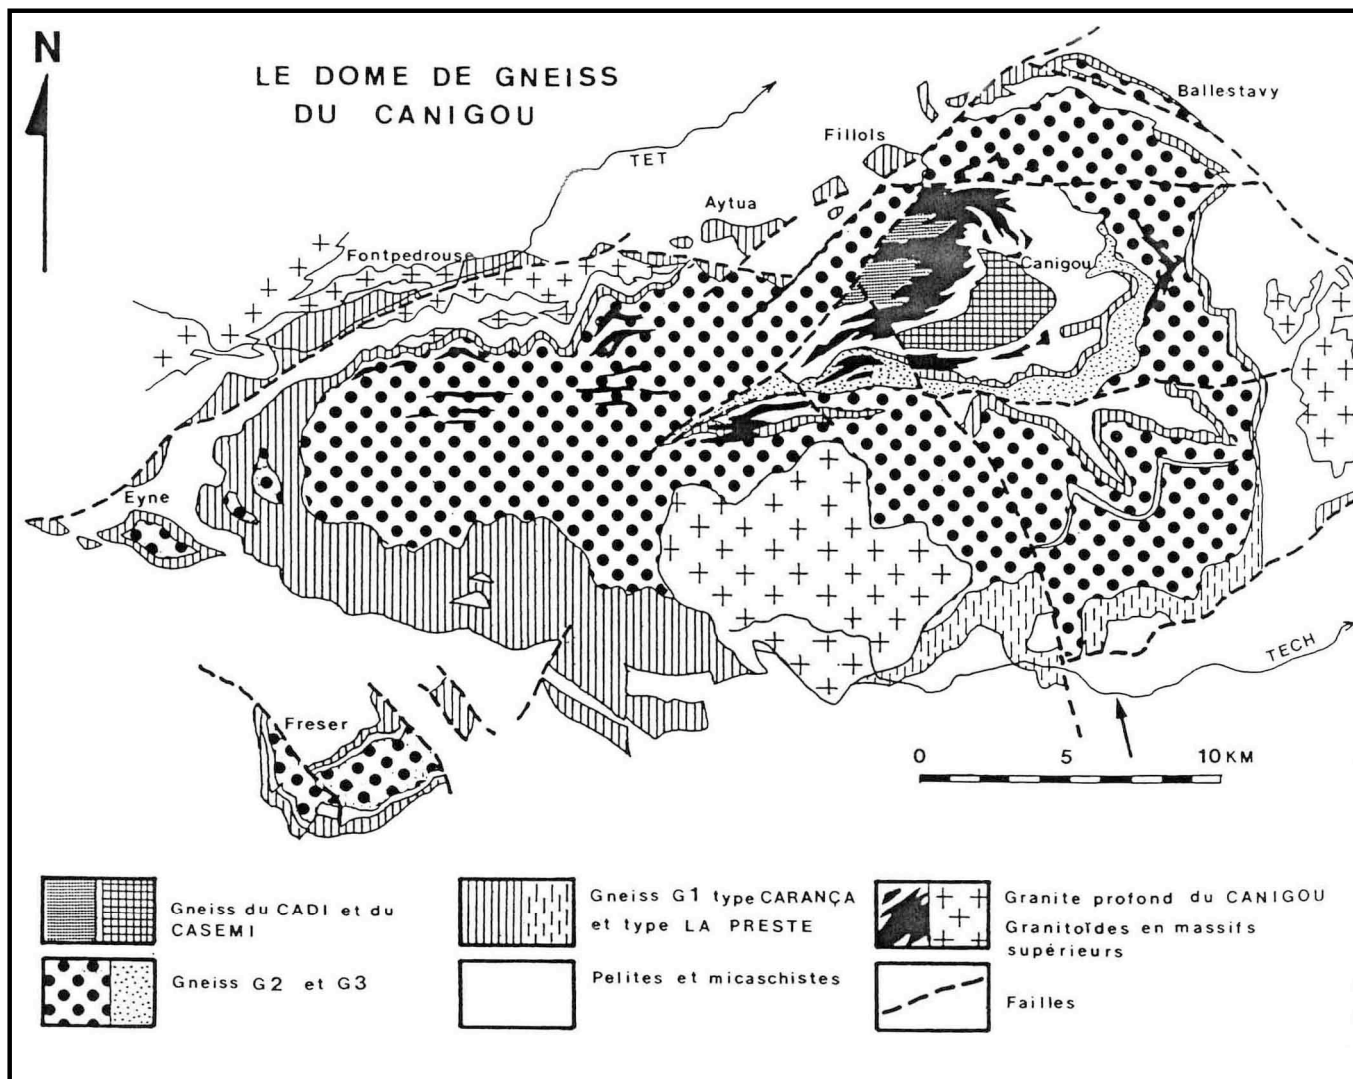 N
LE DOME DE GNEISS
DU CANIGOU
Ballestavy
Fillols
TET
Aytua
Fontpedrouse
Canigou
Eyne
TECH
Freser
0 5 10 KM
Gneiss du CADI et du
CASEMI
Gneiss G1 type CARANÇA
et type LA PRESTE
Granite profond du CANIGOU
Granitoïdes en massifs
supérieurs
Gneiss G2 et G3
Pelites et micaschistes
Failles